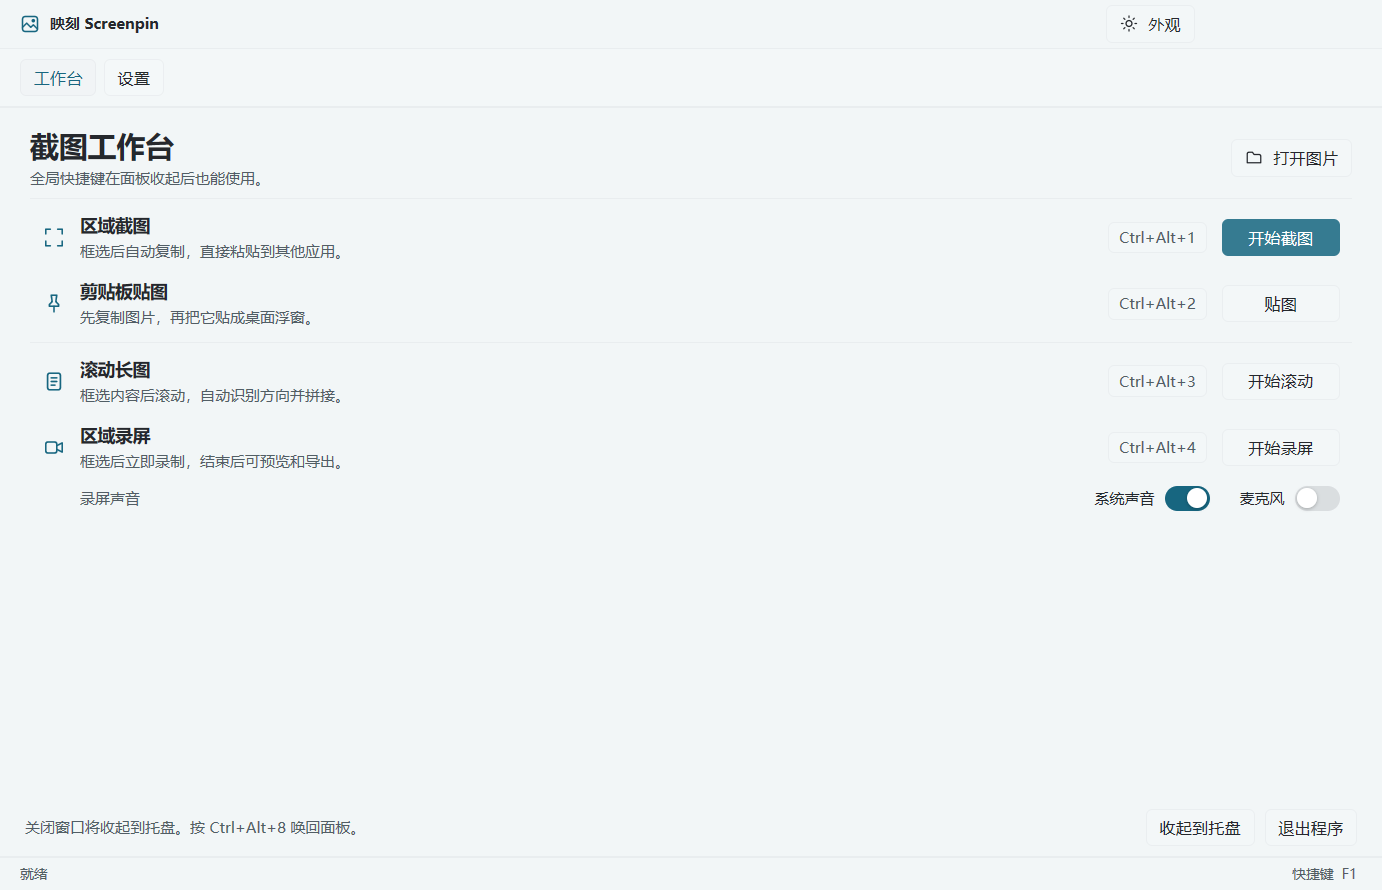 映刻 Screenpin
外观
工作台
设置
截图工作台
全局快捷键在面板收起后也能使用。
打开图片
区域截图
框选后自动复制，直接粘贴到其他应用。
Ctrl+Alt+1
开始截图
剪贴板贴图
先复制图片，再把它贴成桌面浮窗。
Ctrl+Alt+2
贴图
滚动长图
框选内容后滚动，自动识别方向并拼接。
Ctrl+Alt+3
开始滚动
区域录屏
框选后立即录制，结束后可预览和导出。
Ctrl+Alt+4
开始录屏
录屏声音
系统声音
麦克风
关闭窗口将收起到托盘。按 Ctrl+Alt+8 唤回面板。
收起到托盘
退出程序
就绪
快捷键 F1